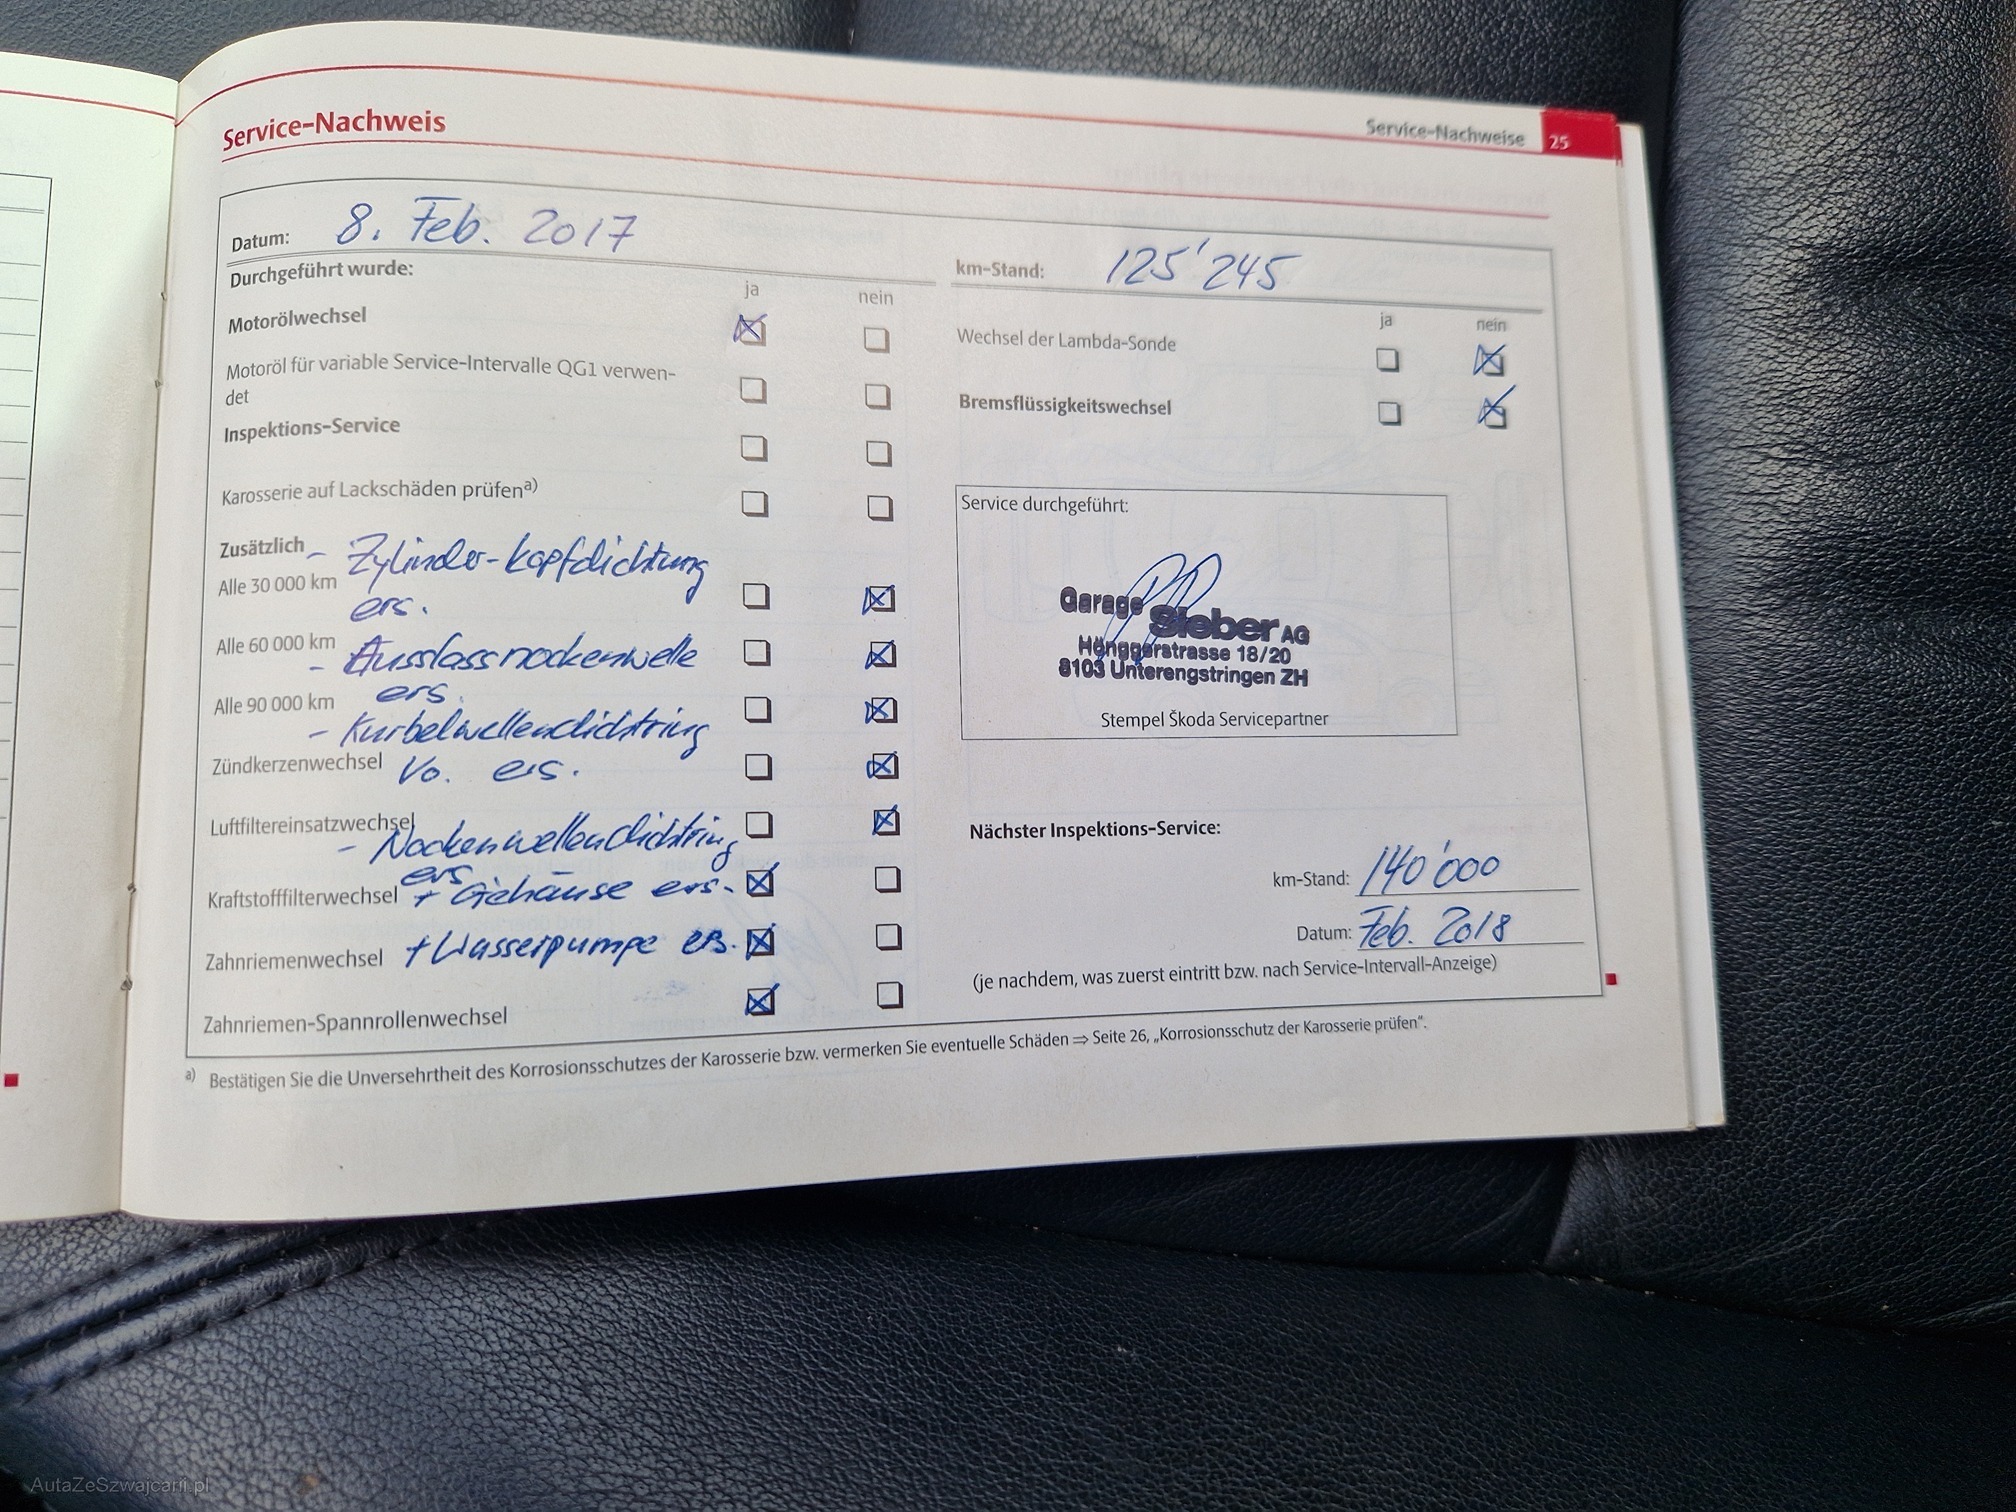 Service-Nachweis
Service-Nachweise 25
Datum: 8. Feb. 2017
km-Stand: 125'245
Durchgeführt wurde:
ja nein
Motorölwechsel
Motoröl für variable Service-Intervalle QG1 verwen-
det
Inspektions-Service
Karosserie auf Lackschäden prüfen a)
Zusätzlich - Zylinder-kopfdichtung
Alle 30 000 km ers.
Alle 60 000 km - Auslassnockenwelle
ers.
Alle 90 000 km - Kurbelwellendichtring
Zündkerzenwechsel Vo. ers.
Luftfiltereinsatzwechsel
- Nockenwellendichtring
ers
Kraftstofffilterwechsel + Gehäuse ers.
Zahnriemenwechsel + Wasserpumpe ers.
Zahnriemen-Spannrollenwechsel
ja nein
Wechsel der Lambda-Sonde
Bremsflüssigkeitswechsel
Service durchgeführt:
Garage Sieber AG
Hönggerstrasse 18/20
8103 Unterengstringen ZH
Stempel Škoda Servicepartner
Nächster Inspektions-Service:
km-Stand: 140'000
Datum: Feb. 2018
(je nachdem, was zuerst eintritt bzw. nach Service-Intervall-Anzeige)
a) Bestätigen Sie die Unversehrtheit des Korrosionsschutzes der Karosserie bzw. vermerken Sie eventuelle Schäden ⇒ Seite 26, „Korrosionsschutz der Karosserie prüfen“.
AutaZeSzwajcarii.pl